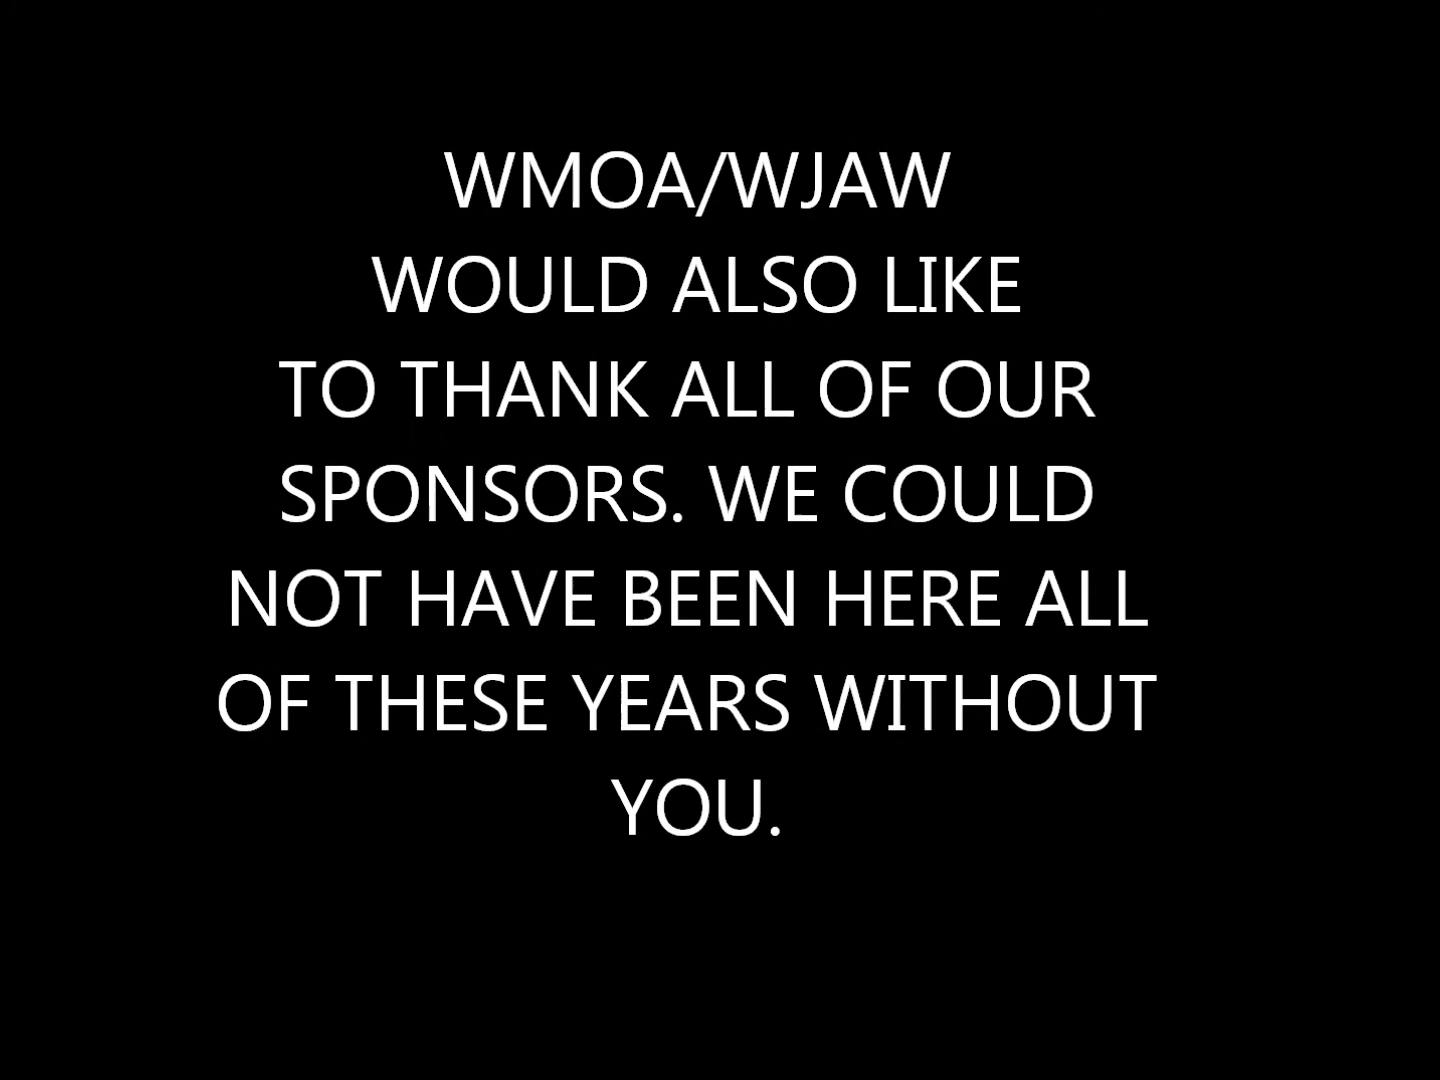 WMOA/WJAW
WOULD ALSO LIKE
TO THANK ALL OF OUR
SPONSORS. WE COULD
NOT HAVE BEEN HERE ALL
OF THESE YEARS WITHOUT
YOU.